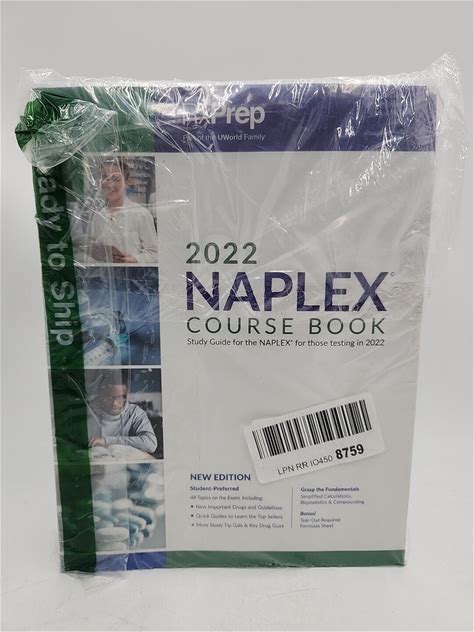 Prep
Part of the UWorld Family
Ready to Ship
2022
NAPLEX®
COURSE BOOK
Study Guide for the NAPLEX® for those testing in 2022
LPN RR IO450 8759
NEW EDITION
Student-Preferred
All Topics on the Exam, Including:
• New Important Drugs and Guidelines
• Quick Guides to Learn the Top Sellers
• More Study Tip Gals & Key Drug Guys
Grasp the Fundamentals
Simplified Calculations,
Biostatistics & Compounding
Bonus!
Tear-Out Required
Formulas Sheet